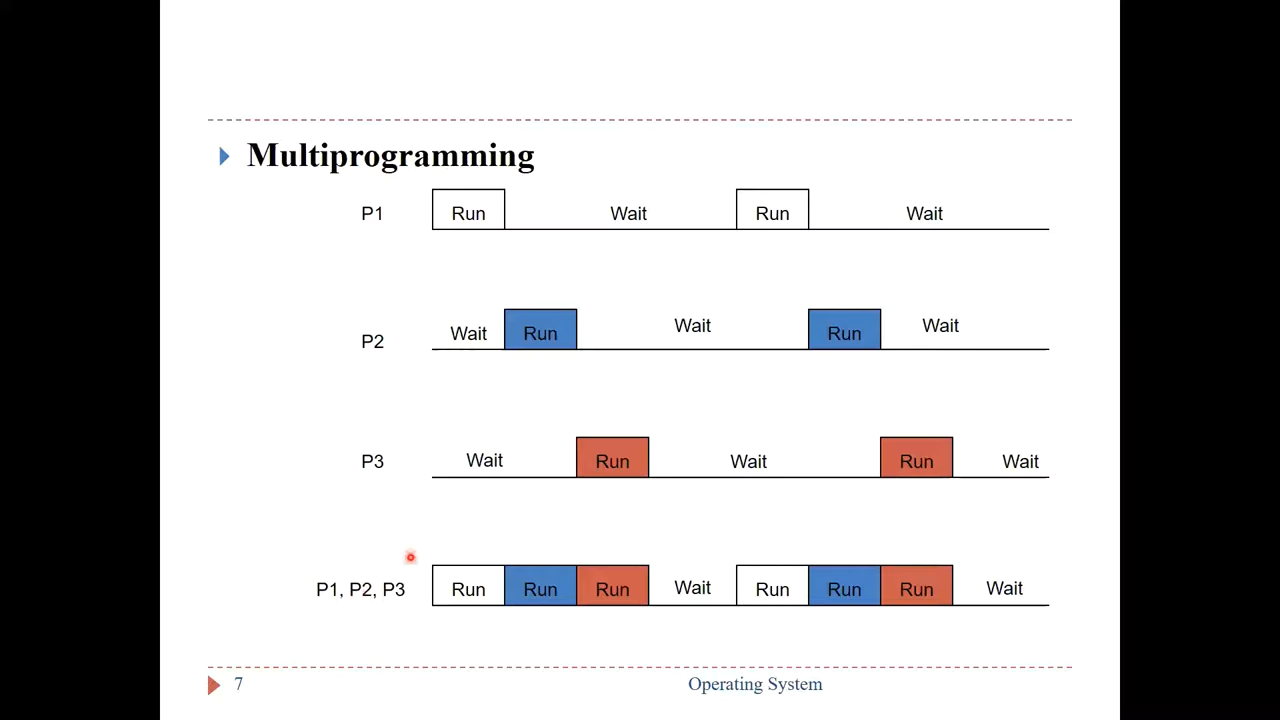 Multiprogramming
P1 Run Wait Run Wait
P2 Wait Run Wait Run Wait
P3 Wait Run Wait Run Wait
P1, P2, P3 Run Run Run Wait Run Run Run Wait
7 Operating System